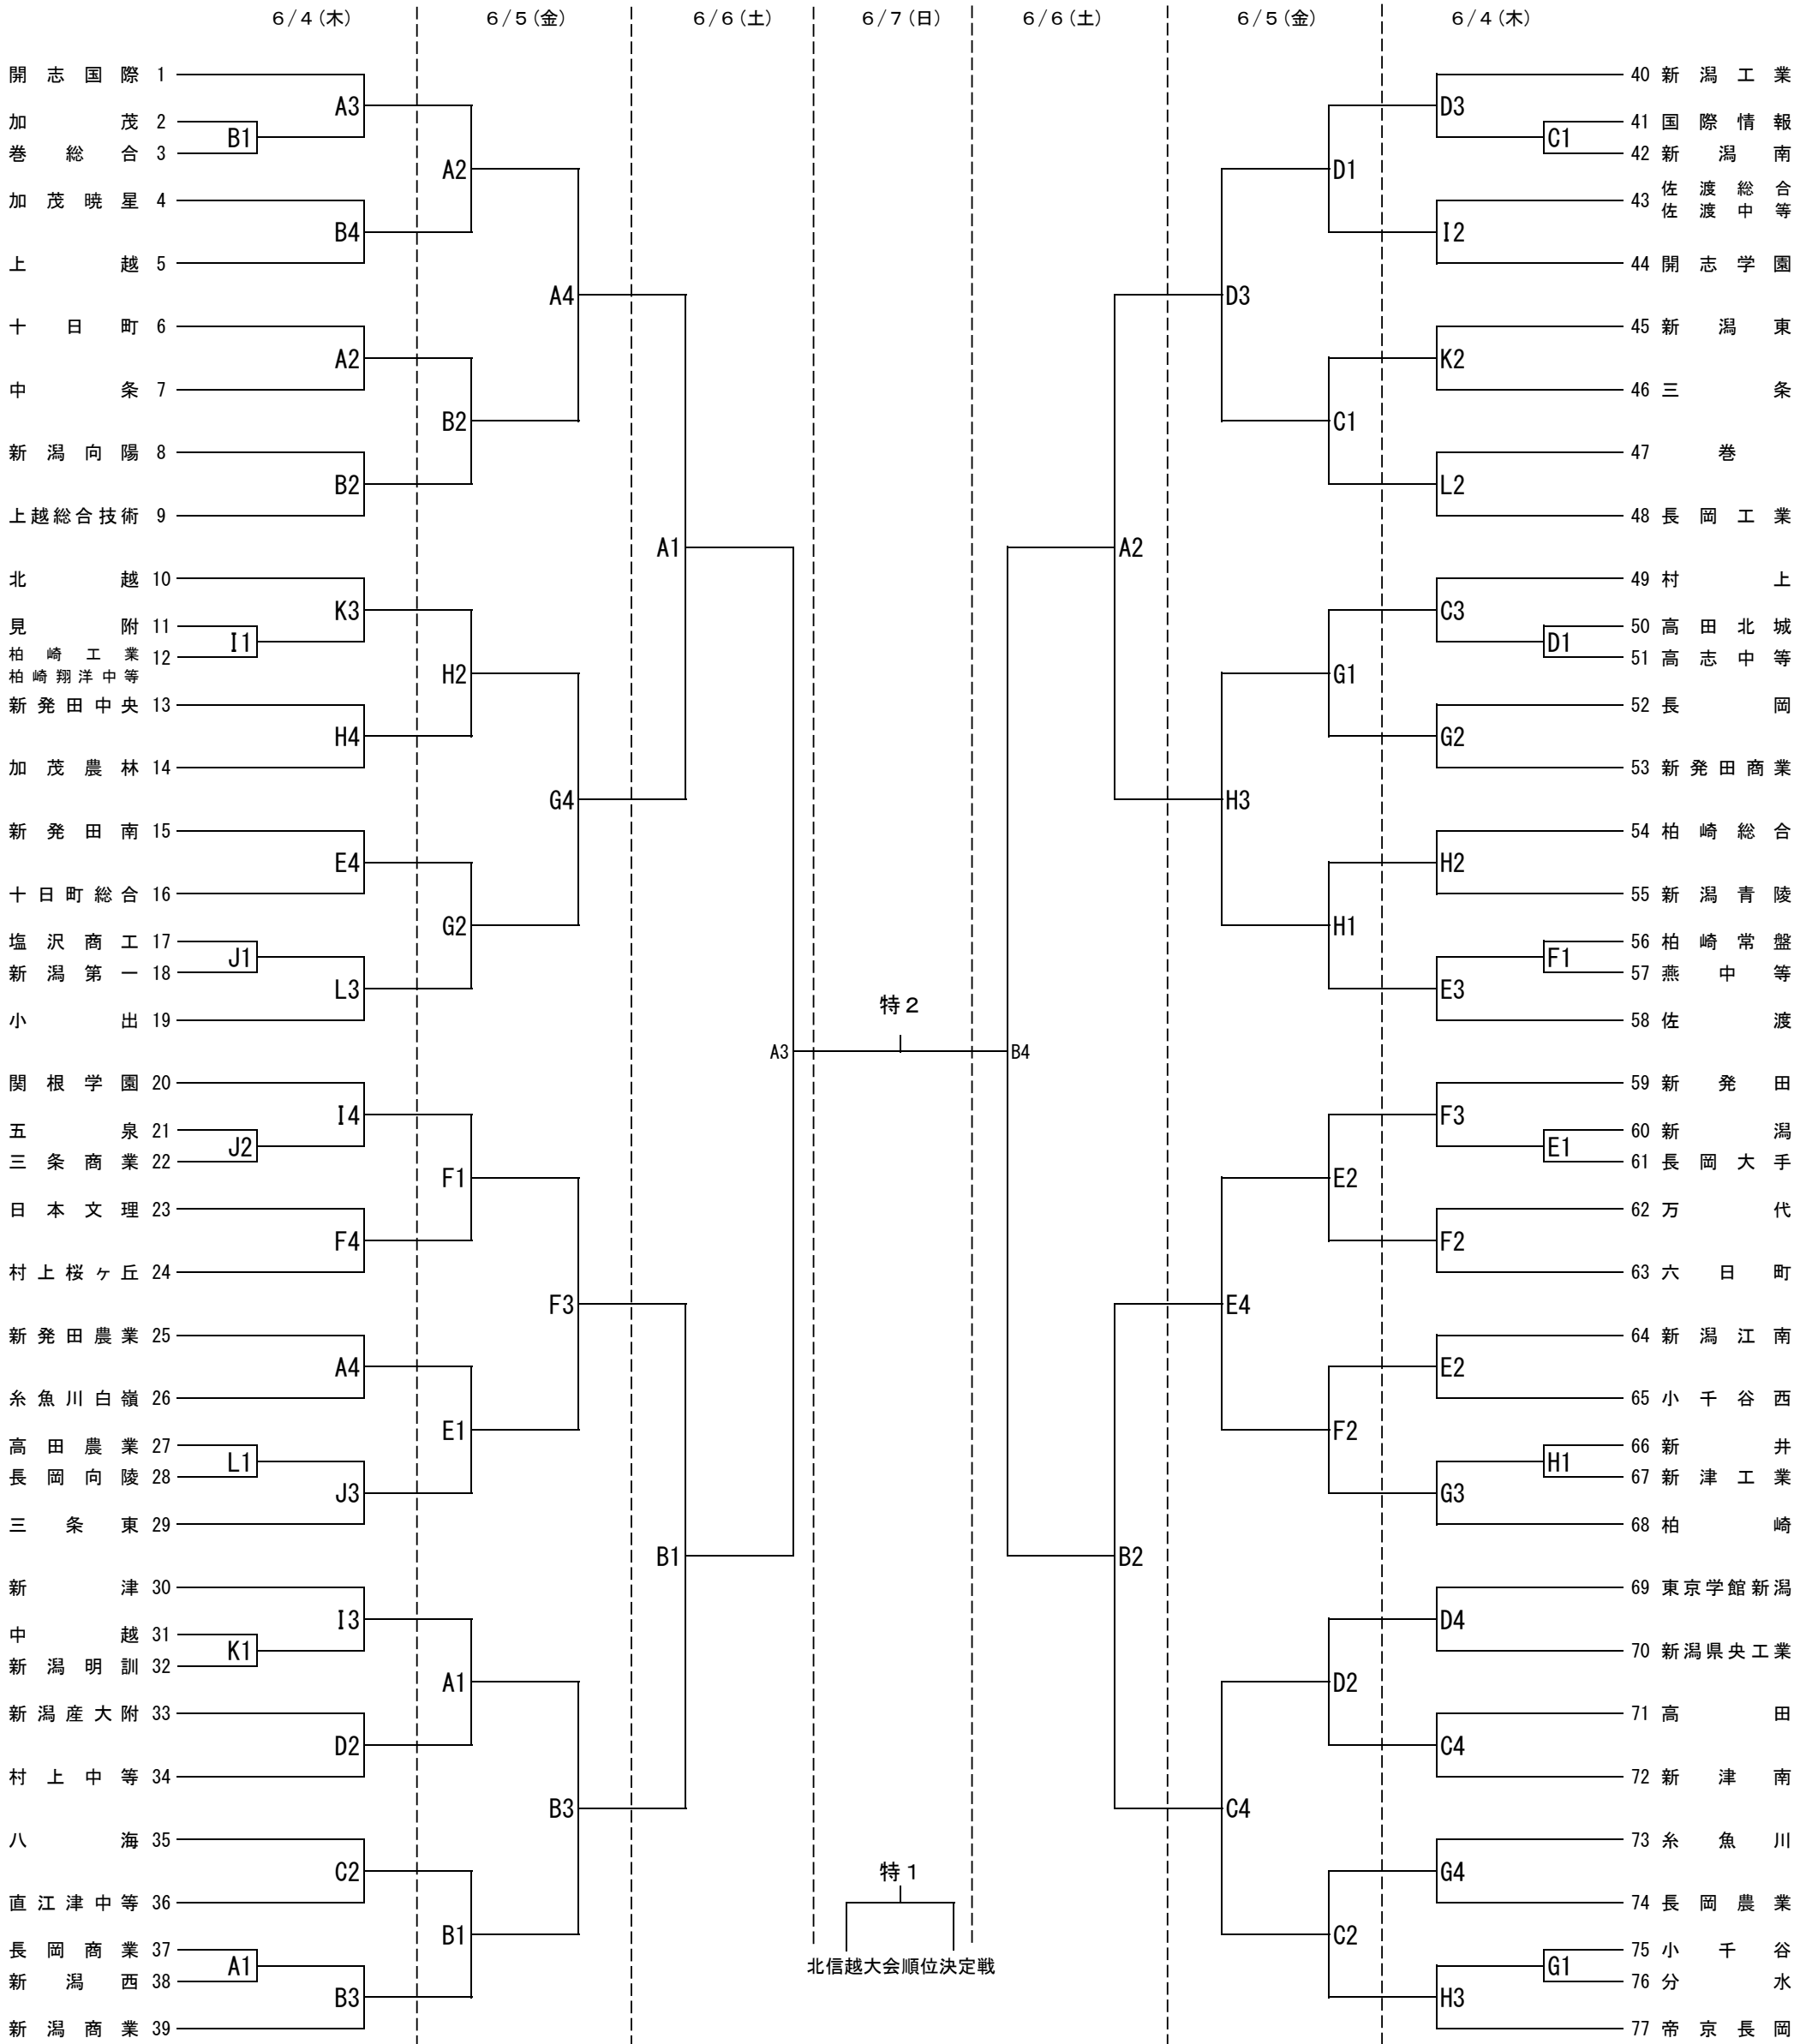 6/4(木) 6/5(金) 6/6(土) 6/7(日) 6/6(土) 6/5(金) 6/4(木)
開志国際 1
加茂 2
巻総合 3
加茂暁星 4
上越 5
十日町 6
中条 7
新潟向陽 8
上越総合技術 9
北越 10
見附 11
柏崎工業 12
柏崎翔洋中等
新発田中央 13
加茂農林 14
新発田南 15
十日町総合 16
塩沢商工 17
新潟第一 18
小出 19
関根学園 20
五泉 21
三条商業 22
日本文理 23
村上桜ヶ丘 24
新発田農業 25
糸魚川白嶺 26
高田農業 27
長岡向陵 28
三条東 29
新津 30
中越 31
新潟明訓 32
新潟産大附 33
村上中等 34
八海 35
直江津中等 36
長岡商業 37
新潟西 38
新潟商業 39
B1
I1
J1
J2
L1
K1
A1
A3
B4
A2
B2
K3
H4
E4
L3
I4
F4
A4
J3
I3
D2
C2
B3
A2
B2
H2
G2
F1
E1
A1
B1
A4
G4
F3
B3
A1
B1
A3
特2
特1
北信越大会順位決定戦
B4
A2
B2
D3
H3
E4
C4
D1
C1
G1
H1
E2
F2
D2
C2
D3
I2
K2
L2
C3
G2
H2
E3
F3
F2
E2
G3
D4
C4
G4
H3
C1
D1
F1
E1
H1
G1
40 新潟工業
41 国際情報
42 新潟南
43 佐渡総合
佐渡中等
44 開志学園
45 新潟東
46 三条
47 巻
48 長岡工業
49 村上
50 高田北城
51 高志中等
52 長岡
53 新発田商業
54 柏崎総合
55 新潟青陵
56 柏崎常盤
57 燕中等
58 佐渡
59 新発田
60 新潟
61 長岡大手
62 万代
63 六日町
64 新潟江南
65 小千谷西
66 新井
67 新津工業
68 柏崎
69 東京学館新潟
70 新潟県央工業
71 高田
72 新津南
73 糸魚川
74 長岡農業
75 小千谷
76 分水
77 帝京長岡